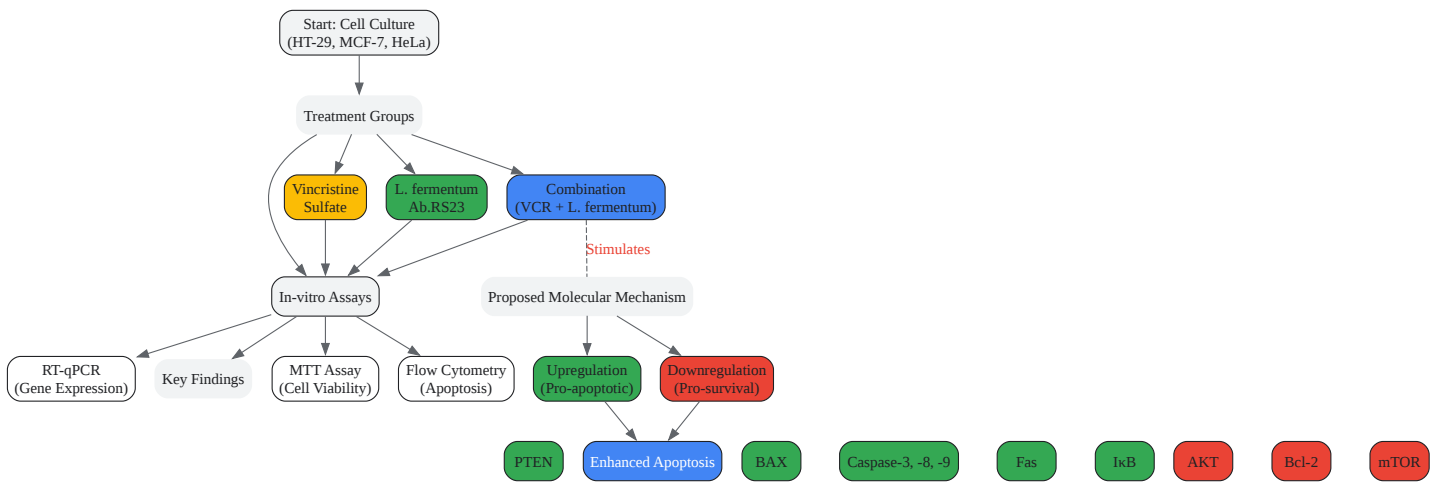 Start: Cell Culture
(HT-29, MCF-7, HeLa)
Treatment Groups
Vincristine
Sulfate
L. fermentum
Ab.RS23
Combination
(VCR + L. fermentum)
Stimulates
In-vitro Assays
Proposed Molecular Mechanism
RT-qPCR
(Gene Expression)
Key Findings
MTT Assay
(Cell Viability)
Flow Cytometry
(Apoptosis)
Upregulation
(Pro-apoptotic)
Downregulation
(Pro-survival)
PTEN
Enhanced Apoptosis
BAX
Caspase-3, -8, -9
Fas
IκB
AKT
Bcl-2
mTOR